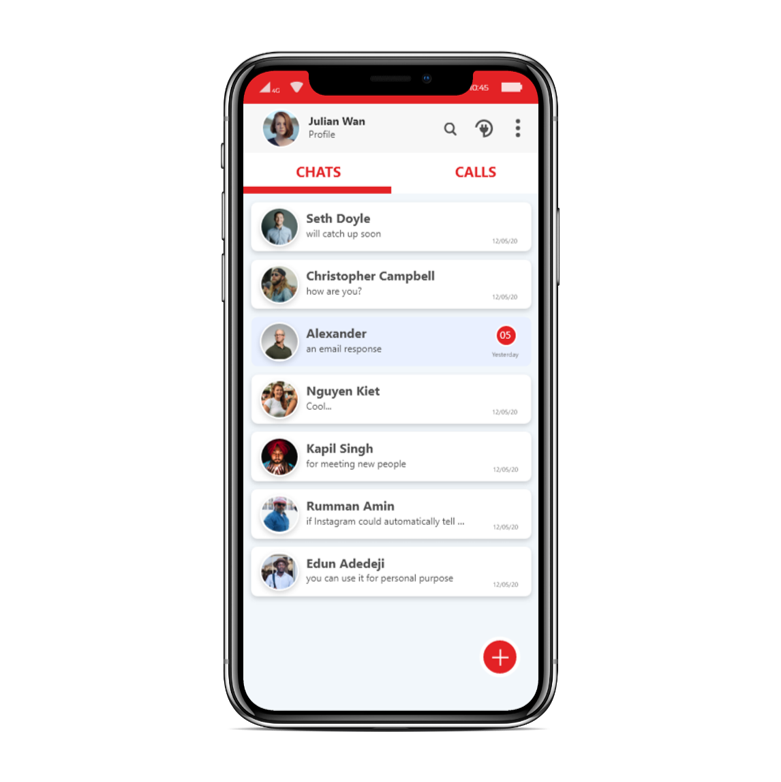 4G
10:45
Julian Wan
Profile
CHATS
CALLS
Seth Doyle
will catch up soon
12/05/20
Christopher Campbell
how are you?
12/05/20
Alexander
05
an email response
Yesterday
Nguyen Kiet
Cool...
12/05/20
Kapil Singh
for meeting new people
12/05/20
Rumman Amin
if Instagram could automatically tell ...
12/05/20
Edun Adedeji
you can use it for personal purpose
12/05/20